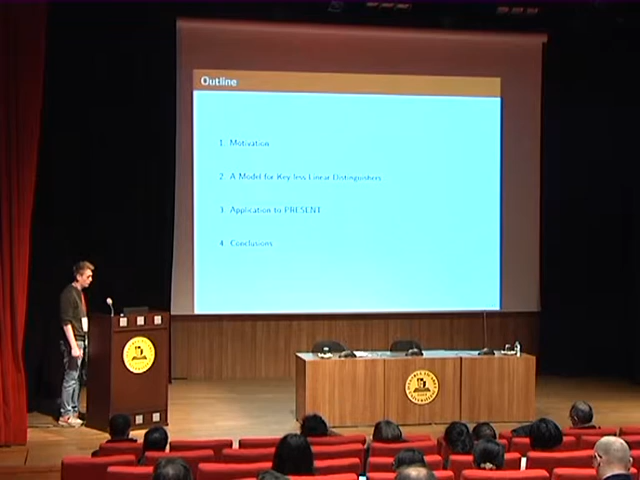 Outline
1. Motivation
2. A Model for Key-less Linear Distinguishers
3. Application to PRESENT
4. Conclusions